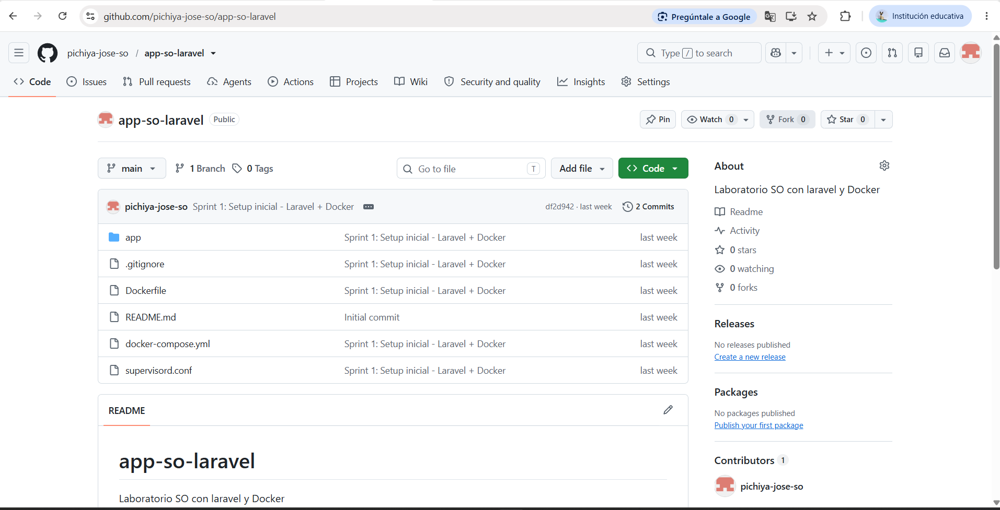 github.com/pichiya-jose-so/app-so-laravel Pregúntale a Google Institución educativa
pichiya-jose-so / app-so-laravel Type / to search
Code Issues Pull requests Agents Actions Projects Wiki Security and quality Insights Settings
app-so-laravel Public Pin Watch 0 Fork 0 Star 0
main 1 Branch 0 Tags Go to file T Add file Code
pichiya-jose-so Sprint 1: Setup inicial - Laravel + Docker df2d942 · last week 2 Commits
app Sprint 1: Setup inicial - Laravel + Docker last week
.gitignore Sprint 1: Setup inicial - Laravel + Docker last week
Dockerfile Sprint 1: Setup inicial - Laravel + Docker last week
README.md Initial commit last week
docker-compose.yml Sprint 1: Setup inicial - Laravel + Docker last week
supervisord.conf Sprint 1: Setup inicial - Laravel + Docker last week
README
app-so-laravel
Laboratorio SO con laravel y Docker
About
Laboratorio SO con laravel y Docker
Readme
Activity
0 stars
0 watching
0 forks
Releases
No releases published
Create a new release
Packages
No packages published
Publish your first package
Contributors 1
pichiya-jose-so